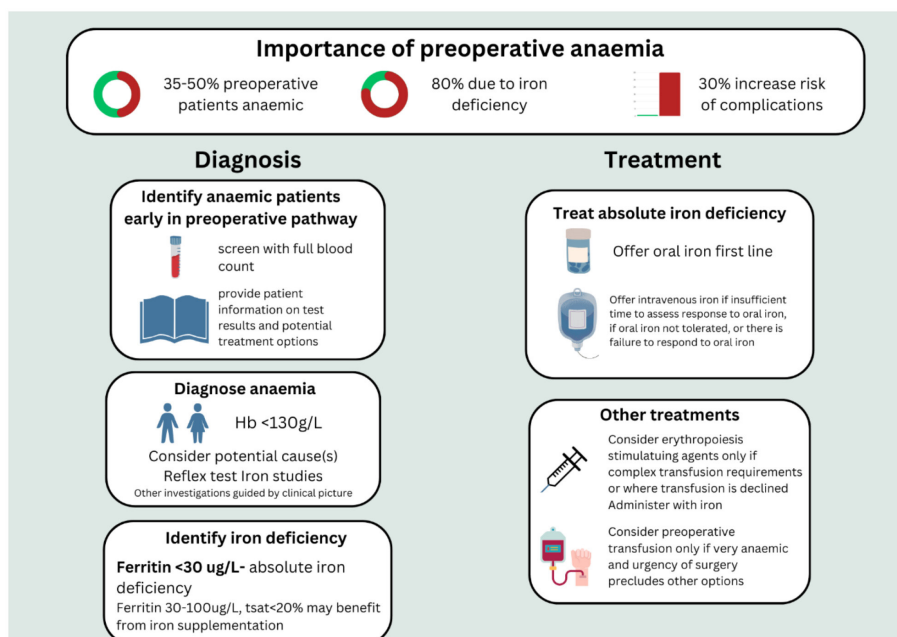 Importance of preoperative anaemia
35-50% preoperative
patients anaemic
80% due to iron
deficiency
30% increase risk
of complications
Diagnosis
Identify anaemic patients
early in preoperative pathway
screen with full blood
count
provide patient
information on test
results and potential
treatment options
Diagnose anaemia
Hb <130g/L
Consider potential cause(s)
Reflex test Iron studies
Other investigations guided by clinical picture
Identify iron deficiency
Ferritin <30 ug/L- absolute iron
deficiency
Ferritin 30-100ug/L, tsat<20% may benefit
from iron supplementation
Treatment
Treat absolute iron deficiency
Offer oral iron first line
Offer intravenous iron if insufficient
time to assess response to oral iron,
if oral iron not tolerated, or there is
failure to respond to oral iron
Other treatments
Consider erythropoiesis
stimulatuing agents only if
complex transfusion requirements
or where transfusion is declined
Administer with iron
Consider preoperative
transfusion only if very anaemic
and urgency of surgery
precludes other options